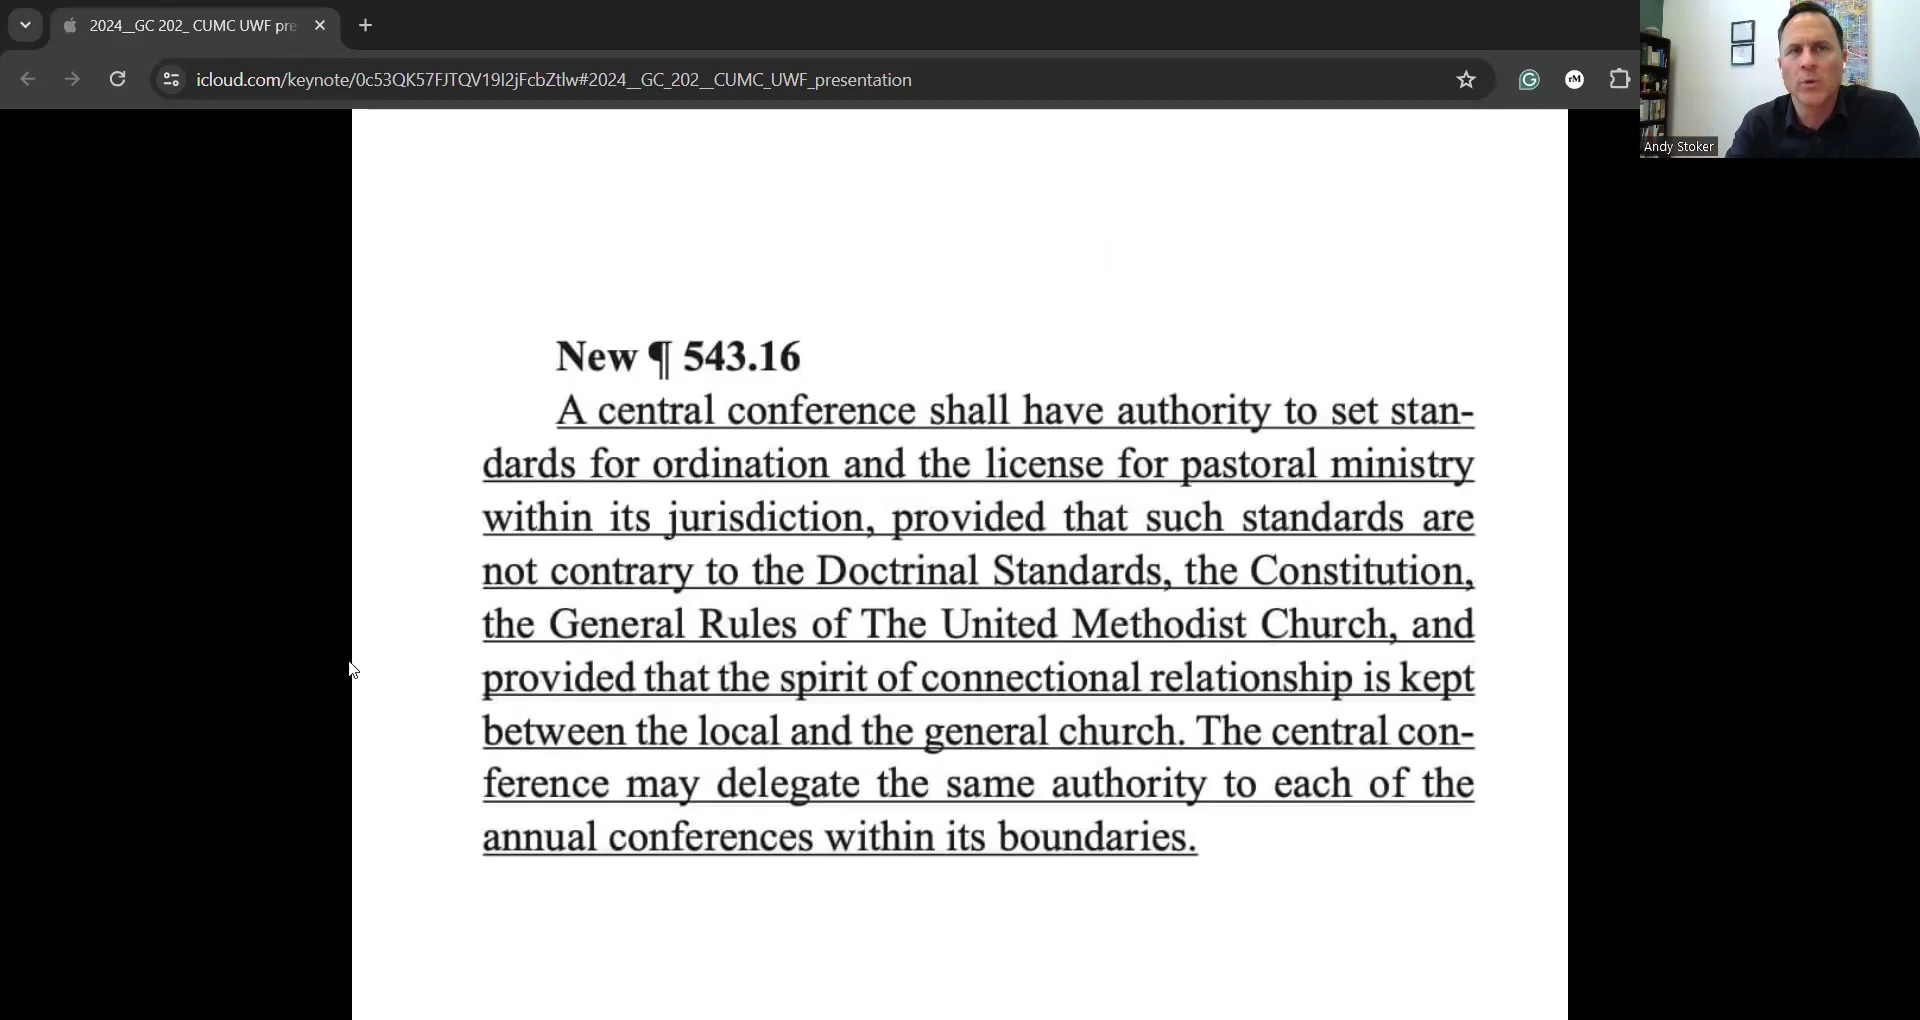 2024__GC 202_ CUMC UWF pre
icloud.com/keynote/0c53QK57FJTQV19I2jFcbZtlw#2024__GC_202__CUMC_UWF_presentation
rM
Andy Stoker
New ¶ 543.16
A central conference shall have authority to set stan-
dards for ordination and the license for pastoral ministry
within its jurisdiction, provided that such standards are
not contrary to the Doctrinal Standards, the Constitution,
the General Rules of The United Methodist Church, and
provided that the spirit of connectional relationship is kept
between the local and the general church. The central con-
ference may delegate the same authority to each of the
annual conferences within its boundaries.